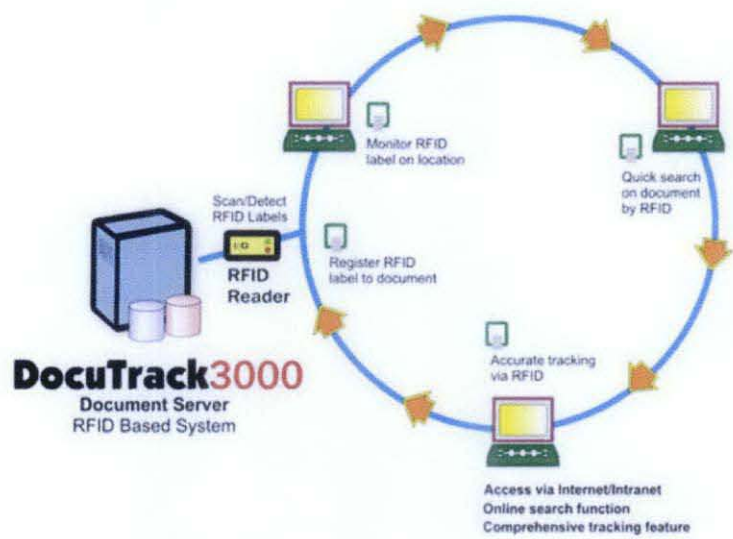 Monitor RFID
label on location
Quick search
on document
by RFID
Scan/Detect
RFID Labels
I/O
RFID
Reader
Register RFID
label to document
Accurate tracking
via RFID
DocuTrack3000
Document Server
RFID Based System
Access via Internet/Intranet
Online search function
Comprehensive tracking feature